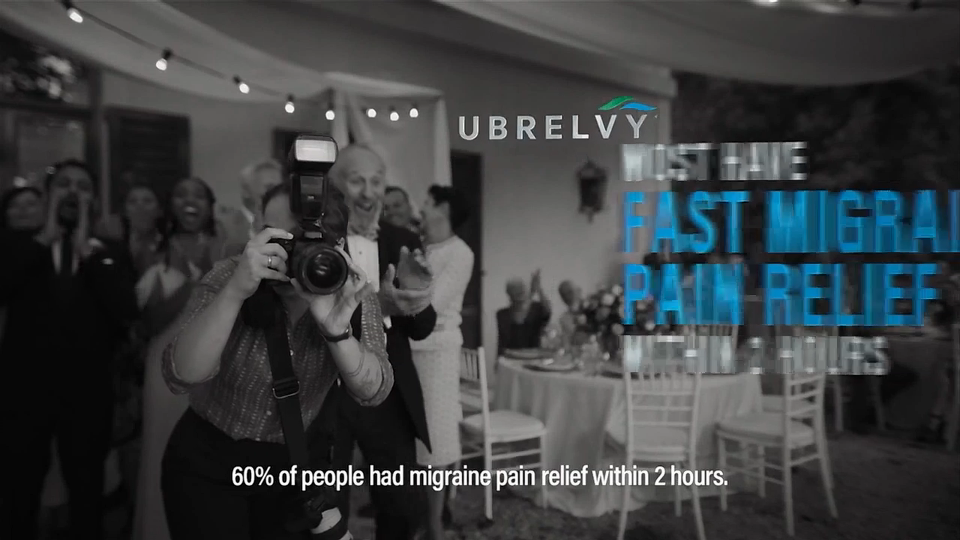 UBRELVY
MOST HAVE
FAST MIGRAI
PAIN RELIEF
WITHIN 2 HOURS
60% of people had migraine pain relief within 2 hours.